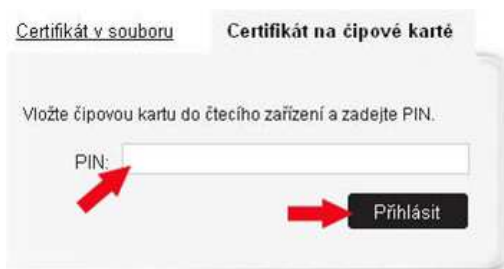 Certifikát v souboru
Certifikát na čipové kartě
Vložte čipovou kartu do čtecího zařízení a zadejte PIN.
PIN:
Přihlásit